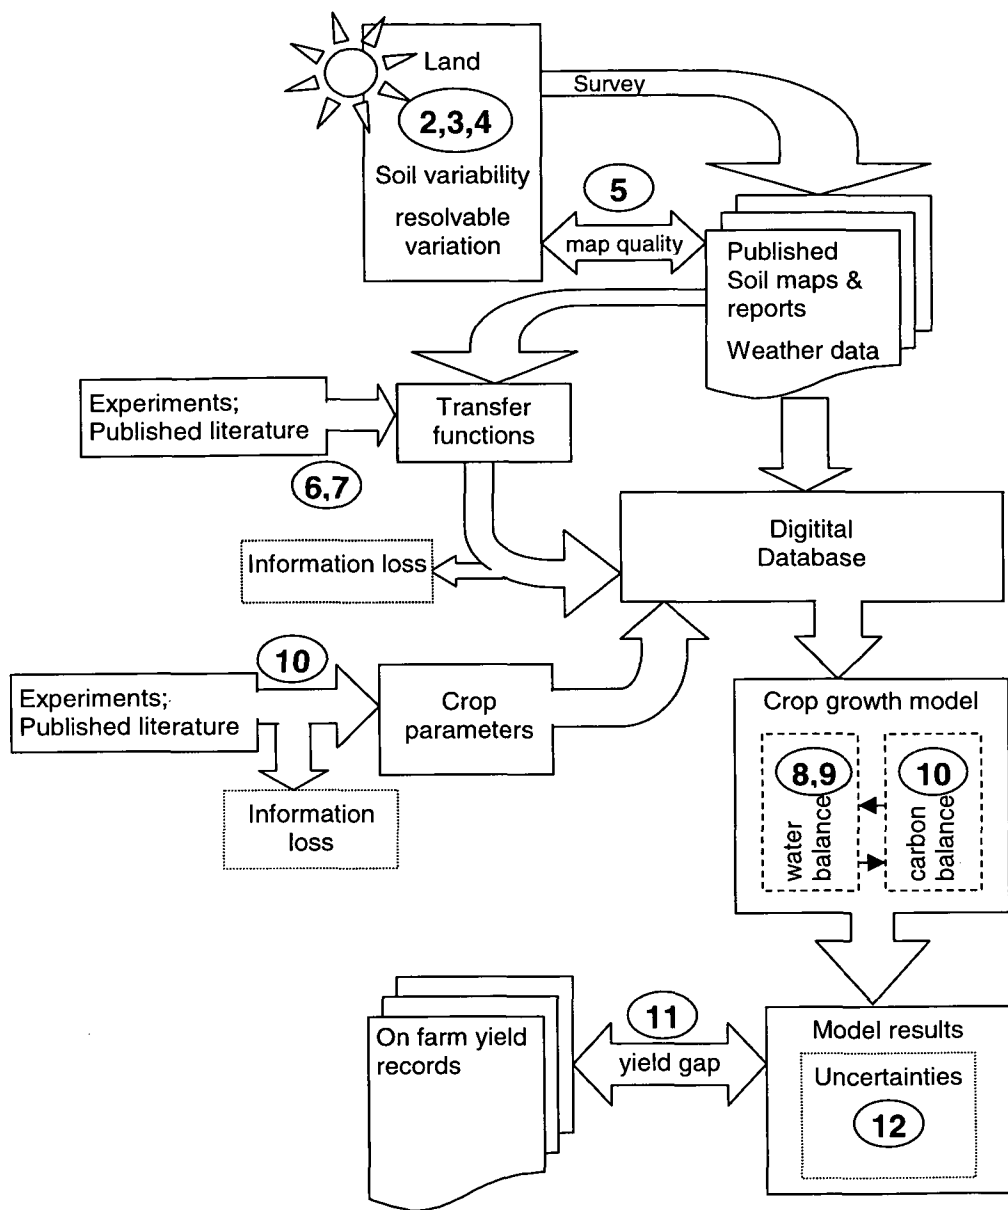 Land
Survey
2,3,4
Soil variability
resolvable
variation
5
map quality
Published
Soil maps &
reports
Weather data
Experiments;
Published literature
Transfer
functions
6,7
Information loss
Digitital
Database
10
Experiments;
Published literature
Crop
parameters
Information
loss
Crop growth model
8,9
10
water
balance
carbon
balance
On farm yield
records
11
yield gap
Model results
Uncertainties
12